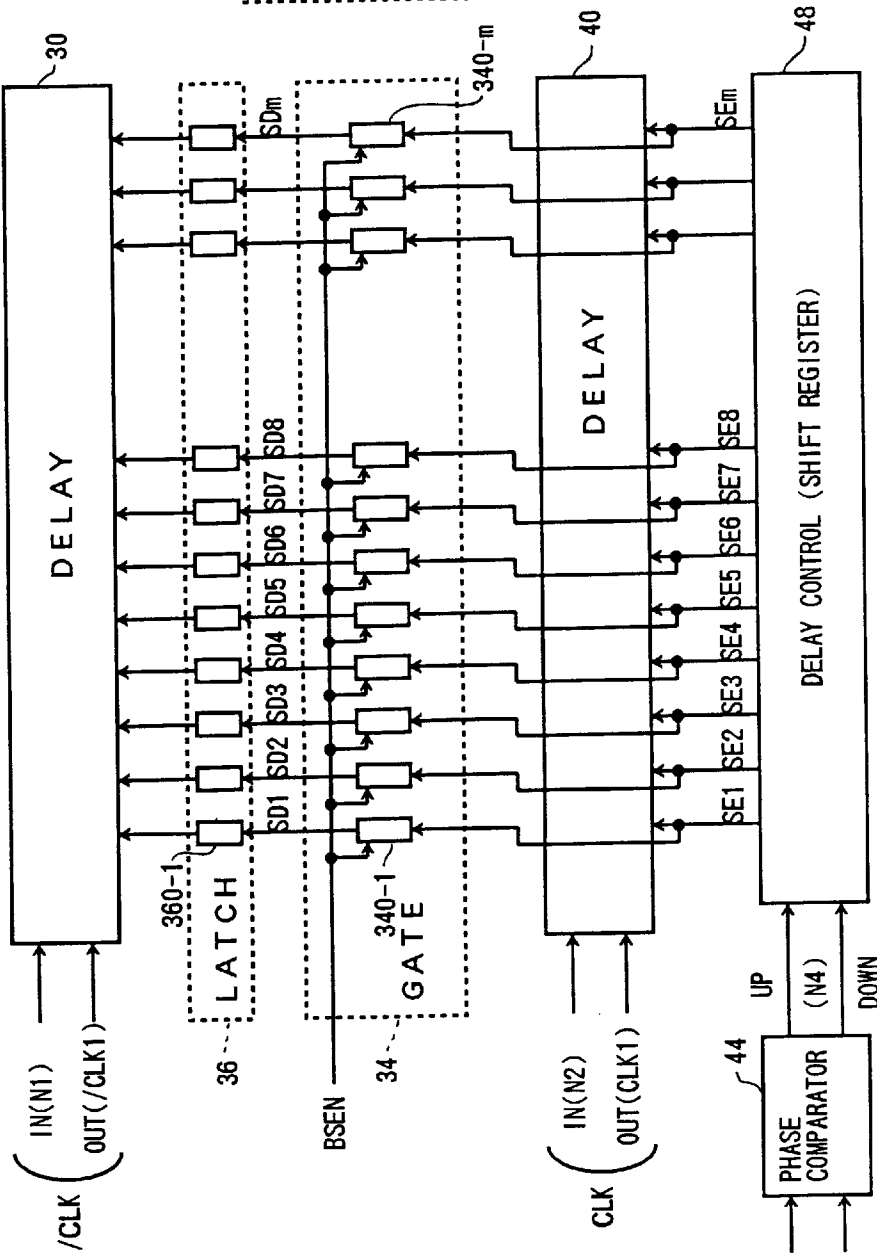 30
DELAY
/CLK
IN(N1)
OUT(/CLK1)
360-1
LATCH
36
SD1
SD2
SD3
SD4
SD5
SD6
SD7
SD8
SDm
340-m
340-1
GATE
34
BSEN
40
DELAY
CLK
IN(N2)
OUT(CLK1)
SE1
SE2
SE3
SE4
SE5
SE6
SE7
SE8
SEm
48
DELAY CONTROL (SHIFT REGISTER)
UP
(N4)
DOWN
44
PHASE
COMPARATOR